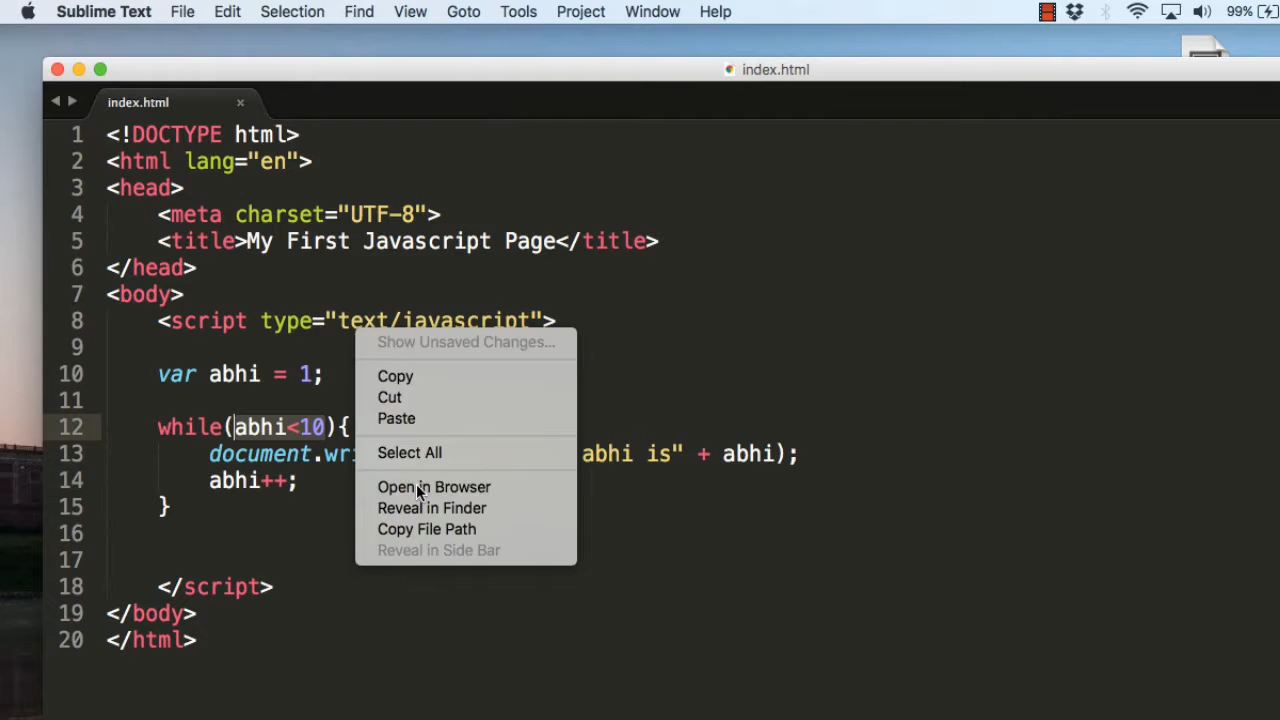 Sublime Text File Edit Selection Find View Goto Tools Project Window Help 99%
index.html
index.html ×
1 <!DOCTYPE html>
2 <html lang="en">
3 <head>
4 <meta charset="UTF-8">
5 <title>My First Javascript Page</title>
6 </head>
7 <body>
8 <script type="text/javascript">
9 Show Unsaved Changes...
10 var abhi = 1; Copy
11 Cut
Paste
12 while(abhi<10){
13 document.wri abhi is" + abhi);
Select All
14 abhi++; Open in Browser
15 } Reveal in Finder
16 Copy File Path
17 Reveal in Side Bar
18 </script>
19 </body>
20 </html>